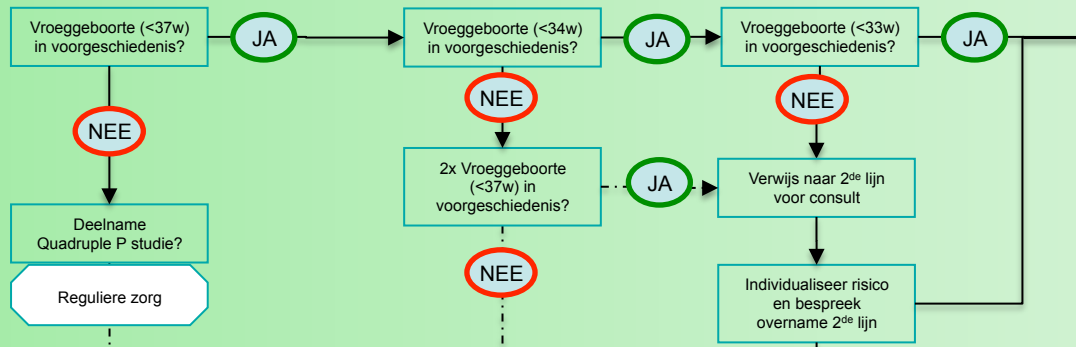 Vroeggeboorte (<37w)
in voorgeschiedenis?
JA
Vroeggeboorte (<34w)
in voorgeschiedenis?
JA
Vroeggeboorte (<33w)
in voorgeschiedenis?
JA
NEE
NEE
NEE
2x Vroeggeboorte
(<37w) in
voorgeschiedenis?
JA
Verwijs naar 2de lijn
voor consult
Deelname
Quadruple P studie?
NEE
Reguliere zorg
Individualiseer risico
en bespreek
overname 2de lijn